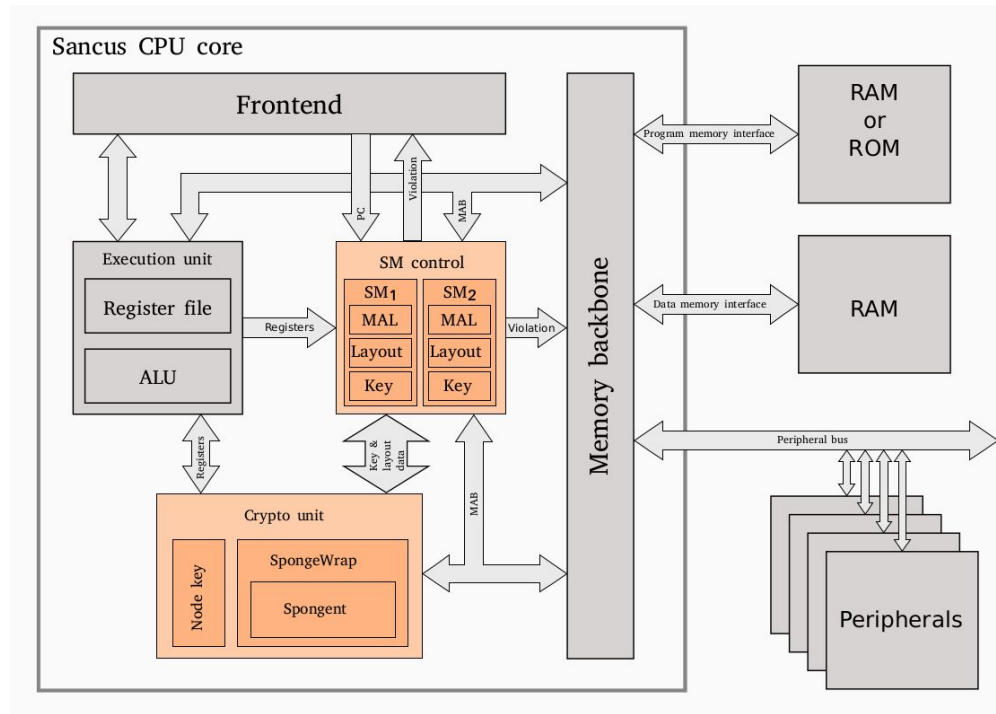 Sancus CPU core
Frontend
RAM
or
ROM
Program memory interface
PC
Violation
MAB
Execution unit
Register file
ALU
Registers
SM control
SM1
SM2
MAL
MAL
Layout
Layout
Key
Key
Violation
Memory backbone
Data memory interface
RAM
Peripheral bus
Registers
Key &
layout
data
MAB
Crypto unit
Node key
SpongeWrap
Spongent
Peripherals